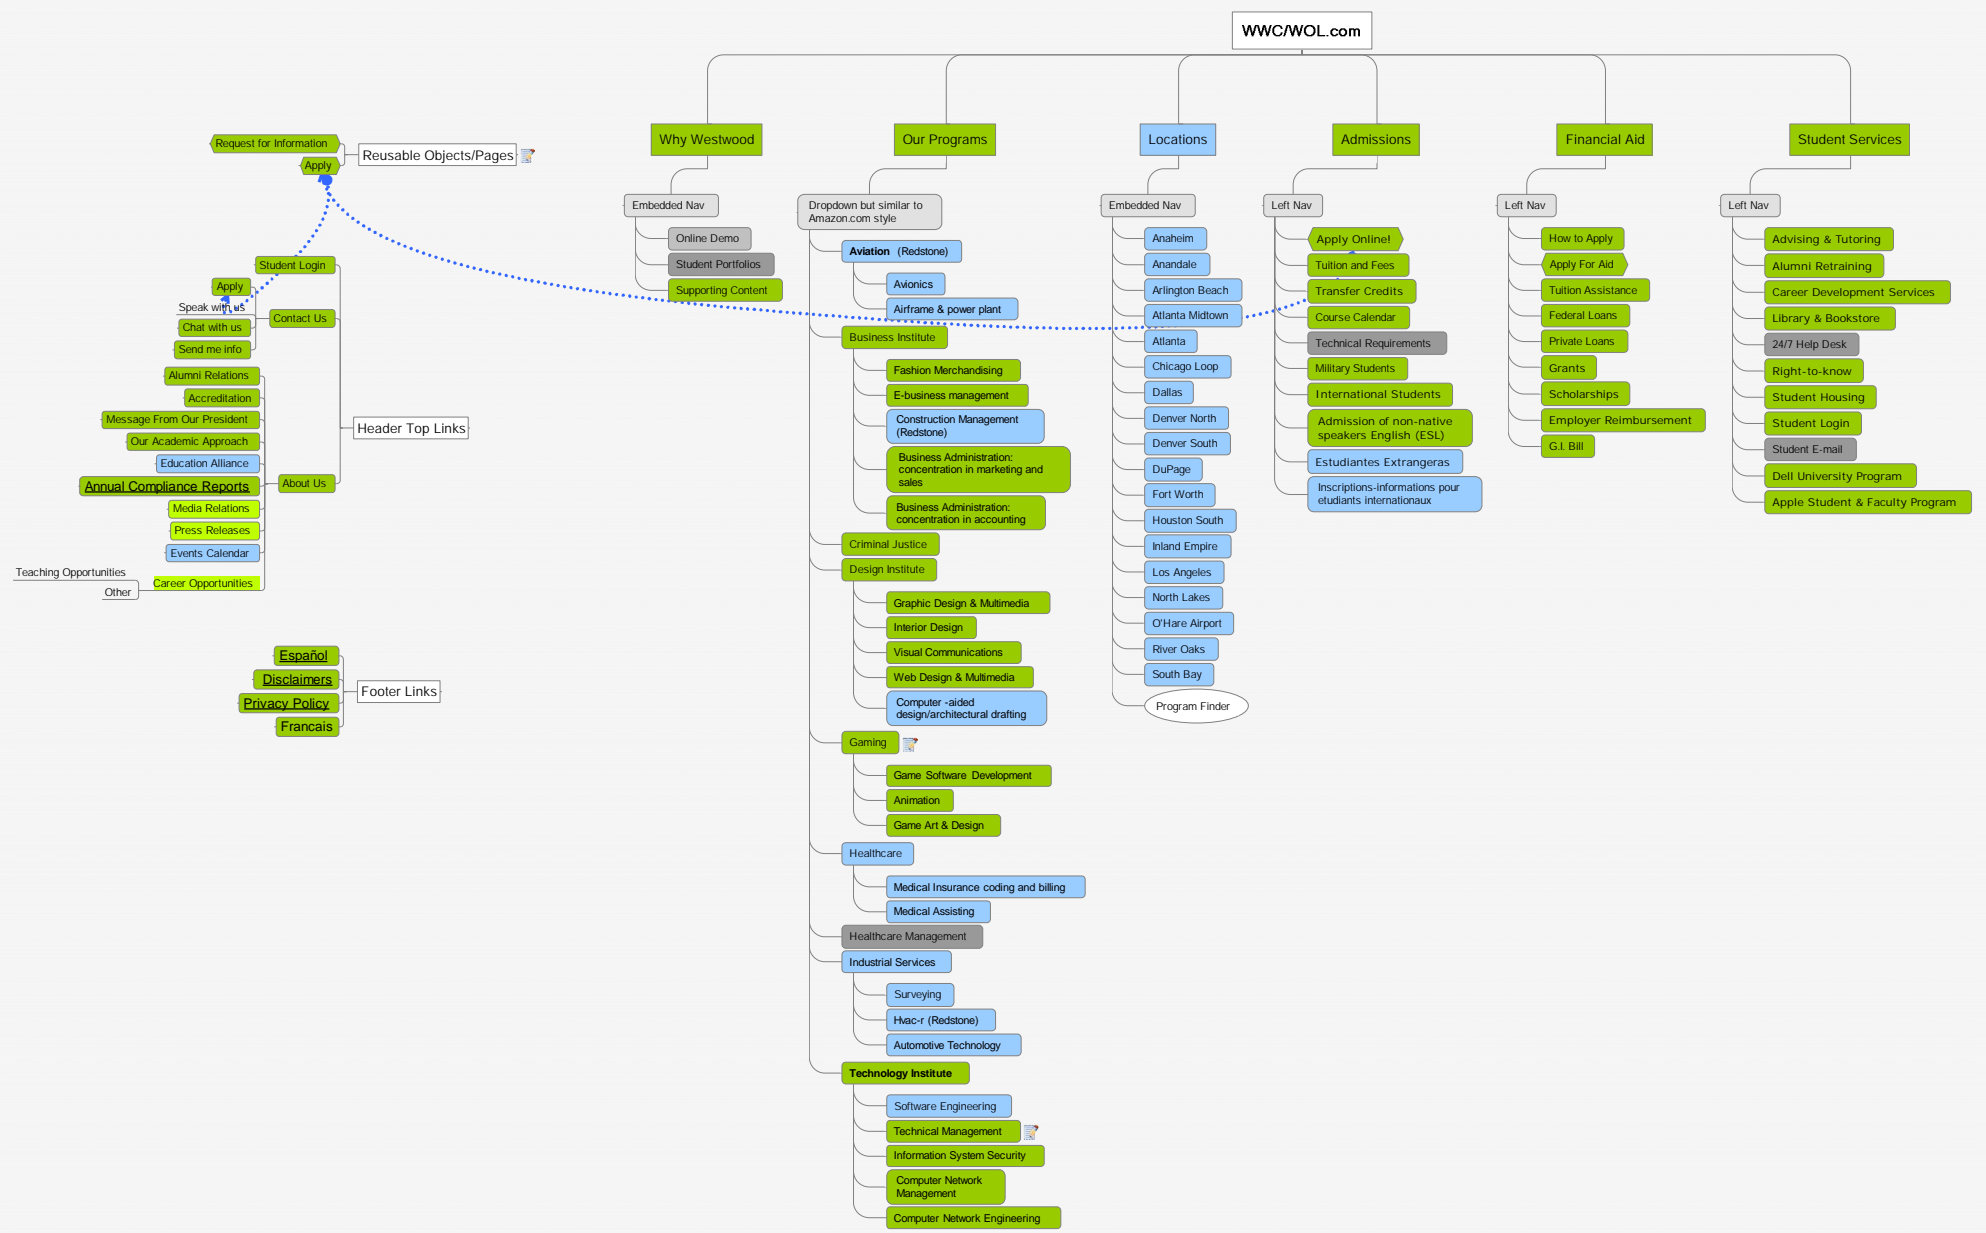 WWC/WOL.com
Request for Information
Apply
Reusable Objects/Pages
Student Login
Apply
Speak with us
Chat with us
Send me info
Contact Us
Alumni Relations
Accreditation
Message From Our President
Our Academic Approach
Education Alliance
Annual Compliance Reports
Media Relations
Press Releases
Events Calendar
Career Opportunities
Teaching Opportunities
Other
About Us
Header Top Links
Español
Disclaimers
Privacy Policy
Francais
Footer Links
Why Westwood
Embedded Nav
Online Demo
Student Portfolios
Supporting Content
Our Programs
Dropdown but similar to
Amazon.com style
Aviation (Redstone)
Avionics
Airframe & power plant
Business Institute
Fashion Merchandising
E-business management
Construction Management
(Redstone)
Business Administration:
concentration in marketing and
sales
Business Administration:
concentration in accounting
Criminal Justice
Design Institute
Graphic Design & Multimedia
Interior Design
Visual Communications
Web Design & Multimedia
Computer -aided
design/architectural drafting
Gaming
Game Software Development
Animation
Game Art & Design
Healthcare
Medical Insurance coding and billing
Medical Assisting
Healthcare Management
Industrial Services
Surveying
Hvac-r (Redstone)
Automotive Technology
Technology Institute
Software Engineering
Technical Management
Information System Security
Computer Network
Management
Computer Network Engineering
Locations
Embedded Nav
Anaheim
Anandale
Arlington Beach
Atlanta Midtown
Atlanta
Chicago Loop
Dallas
Denver North
Denver South
DuPage
Fort Worth
Houston South
Inland Empire
Los Angeles
North Lakes
O'Hare Airport
River Oaks
South Bay
Program Finder
Admissions
Left Nav
Apply Online!
Tuition and Fees
Transfer Credits
Course Calendar
Technical Requirements
Military Students
International Students
Admission of non-native
speakers English (ESL)
Estudiantes Extrangeras
Inscriptions-informations pour
etudiants internationaux
Financial Aid
Left Nav
How to Apply
Apply For Aid
Tuition Assistance
Federal Loans
Private Loans
Grants
Scholarships
Employer Reimbursement
G.I. Bill
Student Services
Left Nav
Advising & Tutoring
Alumni Retraining
Career Development Services
Library & Bookstore
24/7 Help Desk
Right-to-know
Student Housing
Student Login
Student E-mail
Dell University Program
Apple Student & Faculty Program